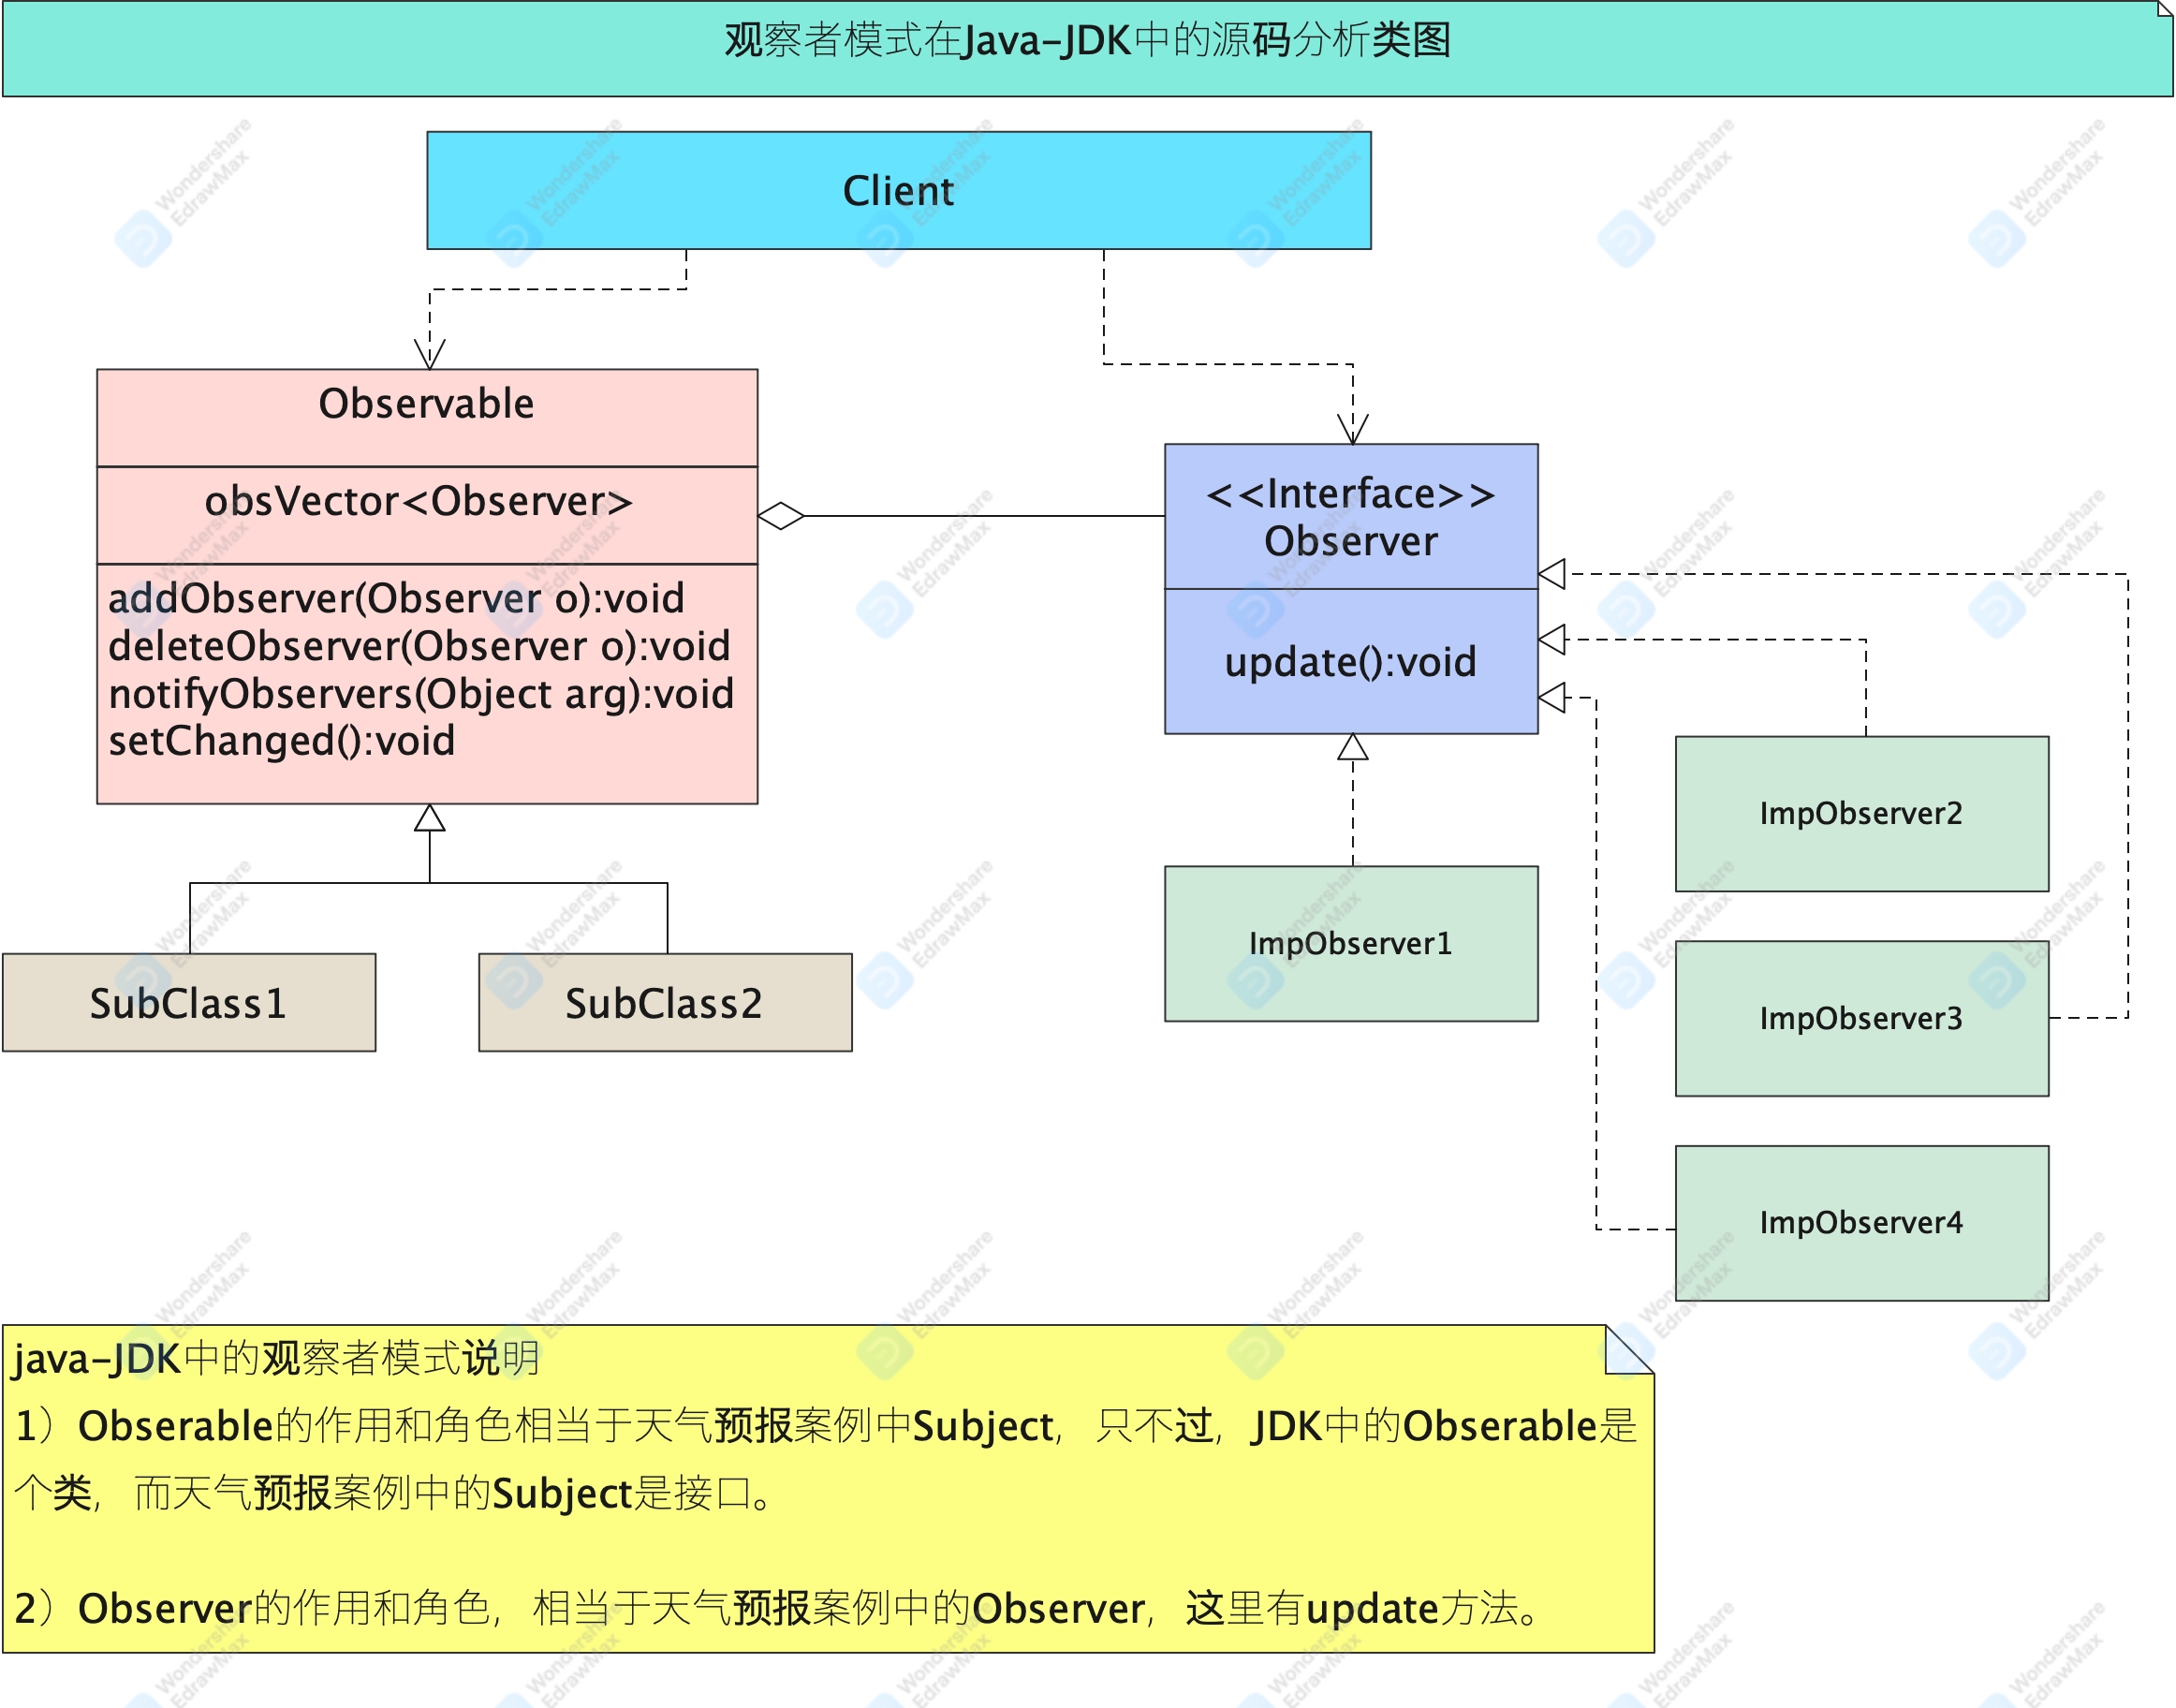 观察者模式在Java-JDK中的源码分析类图
Client
Observable
obsVector<Observer>
addObserver(Observer o):void
deleteObserver(Observer o):void
notifyObservers(Object arg):void
setChanged():void
<<Interface>>
Observer
update():void
SubClass1
SubClass2
ImpObserver1
ImpObserver2
ImpObserver3
ImpObserver4
java-JDK中的观察者模式说明
1）Obserable的作用和角色相当于天气预报案例中Subject，只不过，JDK中的Obserable是
个类，而天气预报案例中的Subject是接口。
2）Observer的作用和角色，相当于天气预报案例中的Observer，这里有update方法。
Wondershare
EdrawMax